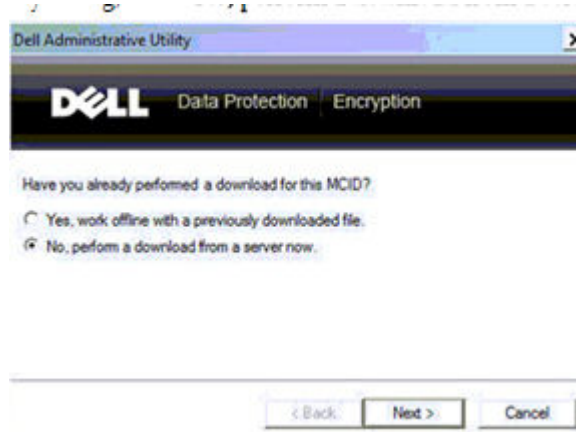 Dell Administrative Utility
DELL Data Protection | Encryption
Have you already performed a download for this MCID?
Yes, work offline with a previously downloaded file.
No, perform a download from a server now.
< Back Next > Cancel